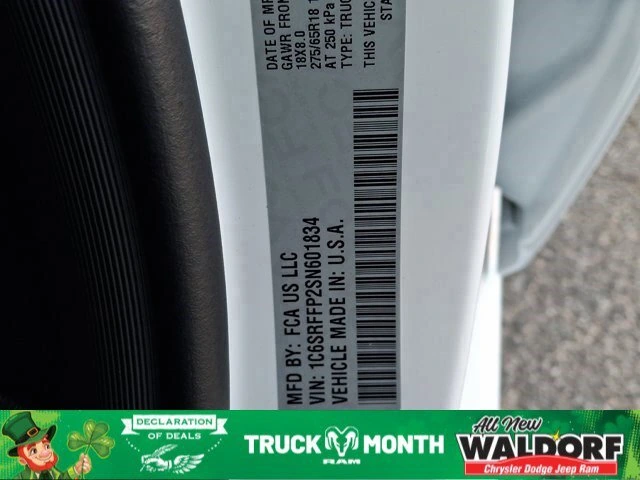 DATE OF MF
GAWR FRON
18X8.0
275/65R18 1
AT 250 kPa
TYPE: TRUC
THIS VEHIC
STA
MFD BY: FCA US LLC
VIN: 1C6SRFFP2SN601834
VEHICLE MADE IN: U.S.A.
DECLARATION
OF DEALS
TRUCK MONTH
RAM
All New
WALDORF
Chrysler Dodge Jeep Ram